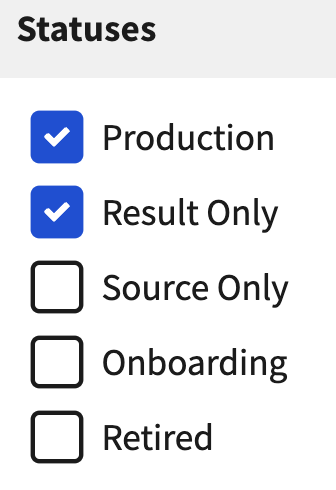 Statuses
Production
Result Only
Source Only
Onboarding
Retired